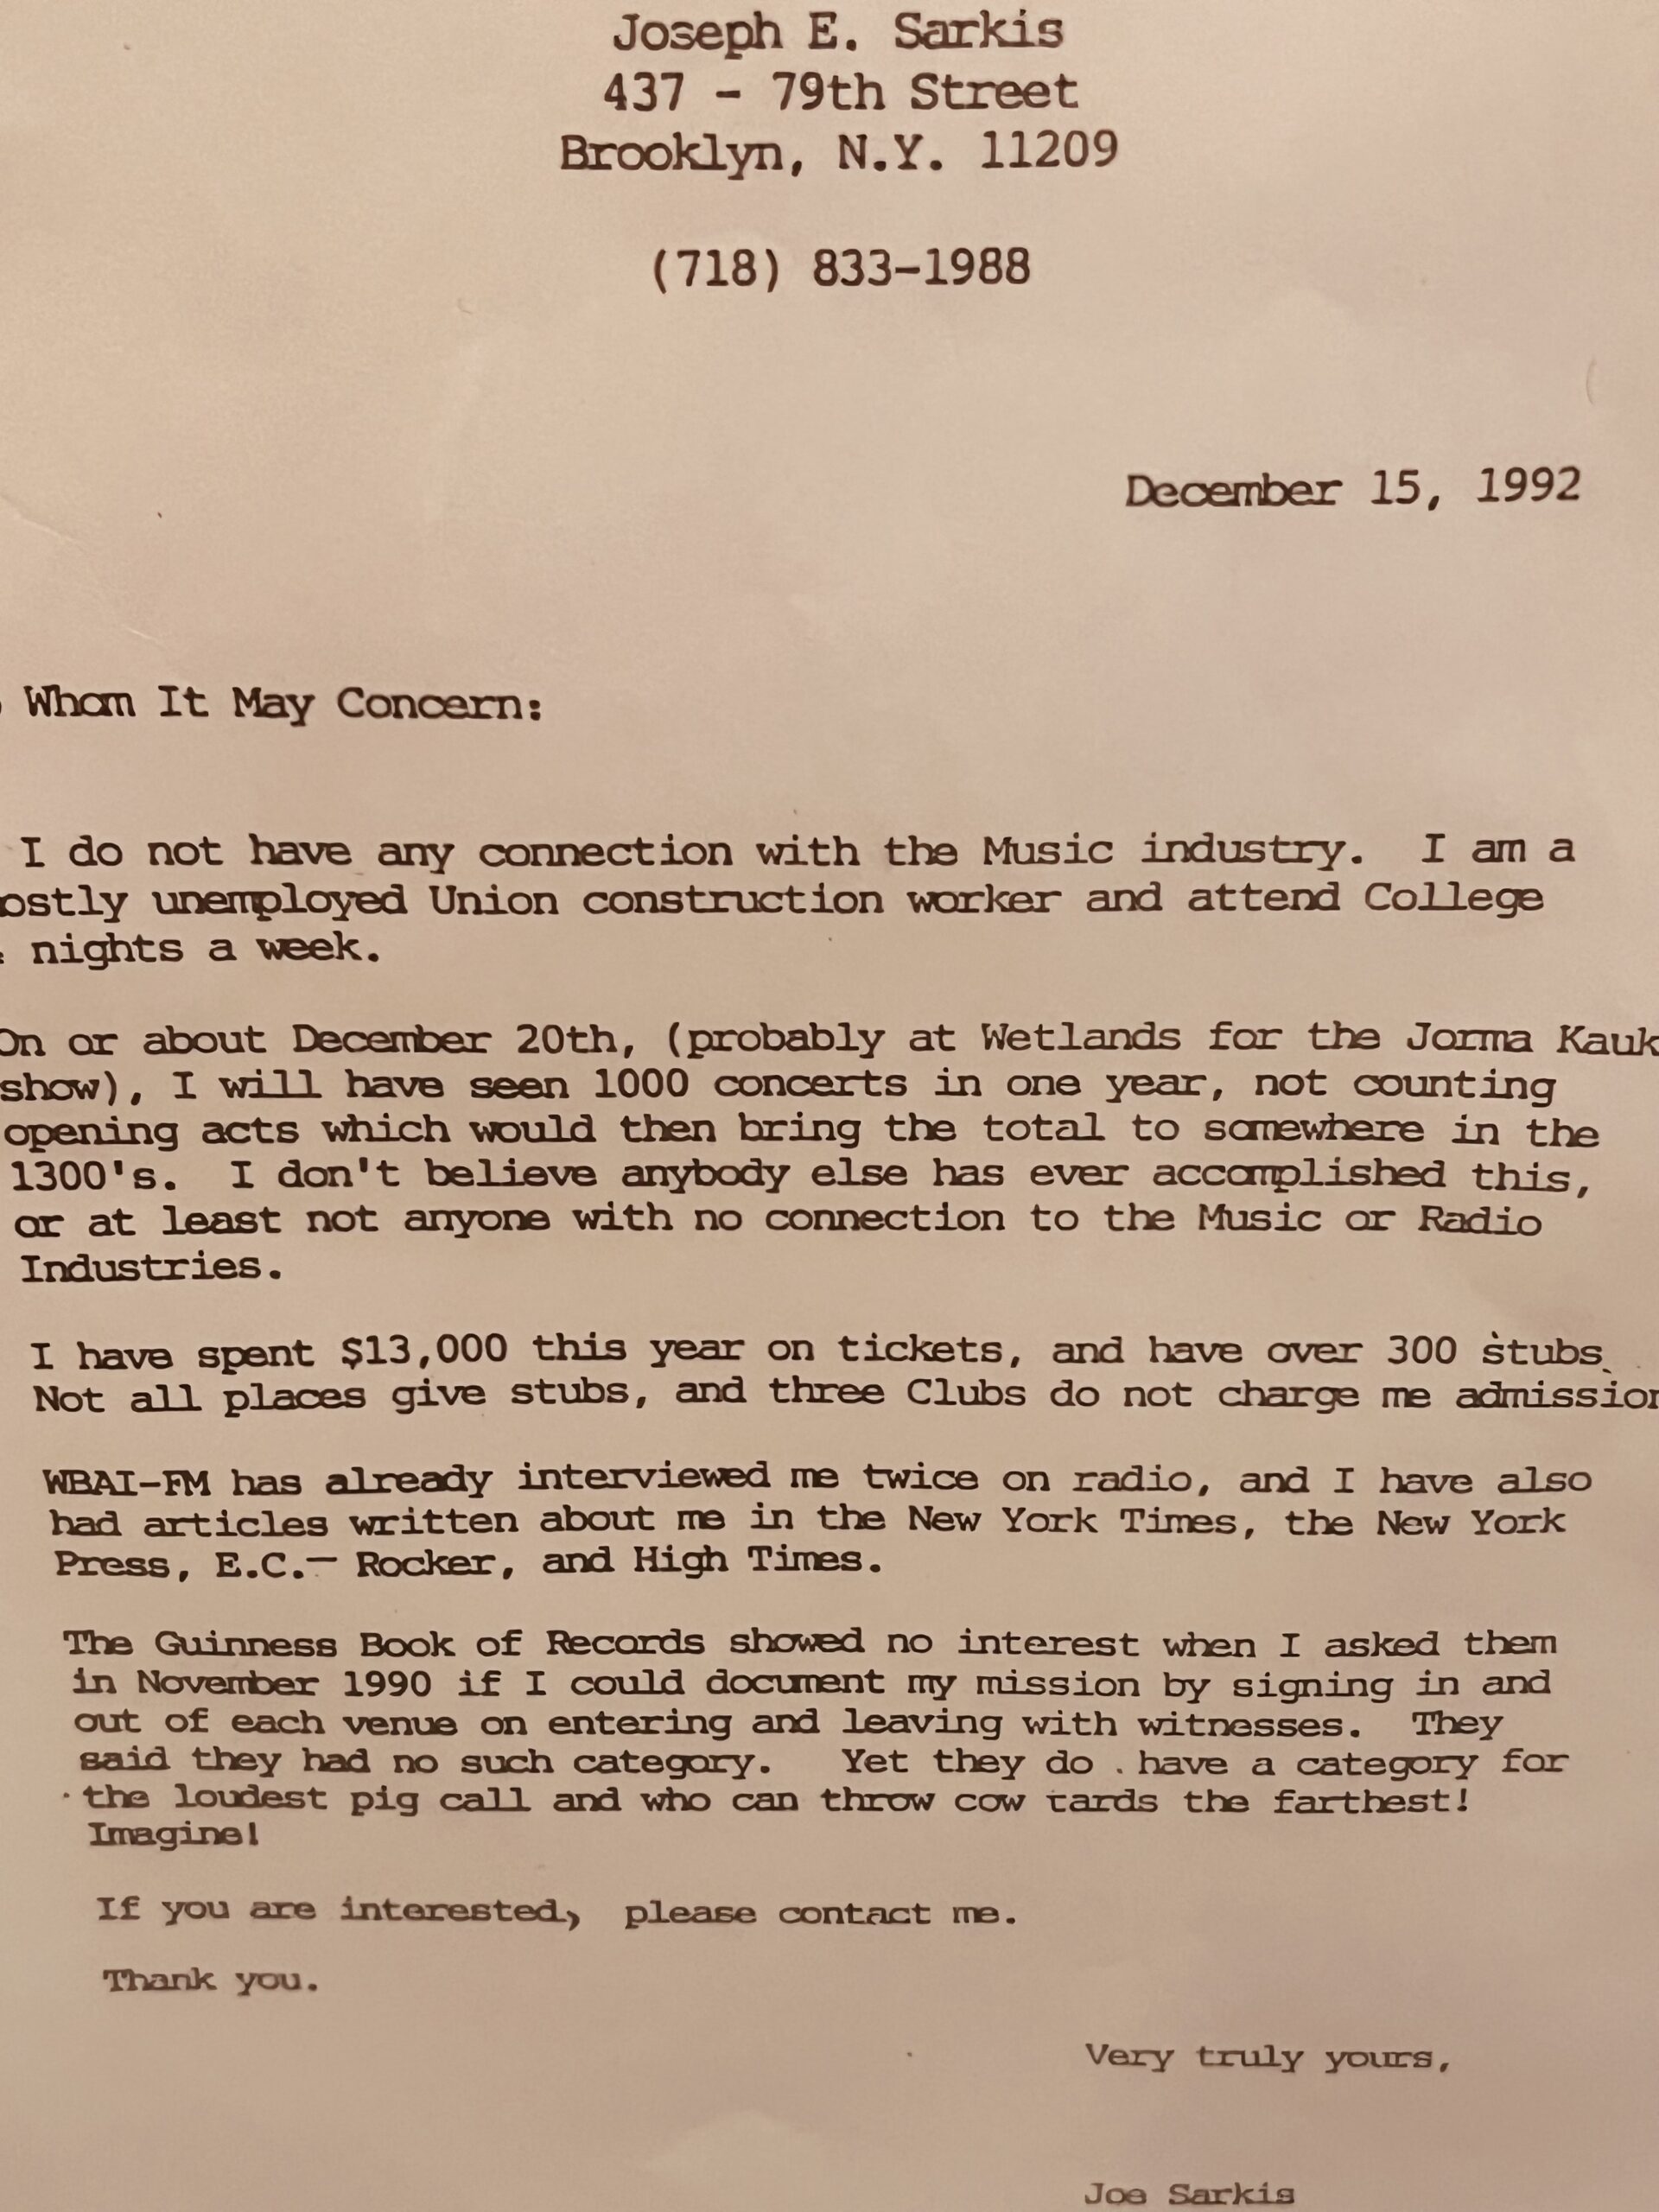 Joseph E. Sarkis
437 - 79th Street
Brooklyn, N.Y. 11209
(718) 833-1988
December 15, 1992
Whom It May Concern:
I do not have any connection with the Music industry. I am a
ostly unemployed Union construction worker and attend College
nights a week.
On or about December 20th, (probably at Wetlands for the Jorma Kauk
show), I will have seen 1000 concerts in one year, not counting
opening acts which would then bring the total to somewhere in the
1300's. I don't believe anybody else has ever accomplished this,
or at least not anyone with no connection to the Music or Radio
Industries.
I have spent $13,000 this year on tickets, and have over 300 stubs.
Not all places give stubs, and three Clubs do not charge me admission
WBAI-FM has already interviewed me twice on radio, and I have also
had articles written about me in the New York Times, the New York
Press, E.C.- Rocker, and High Times.
The Guinness Book of Records showed no interest when I asked them
in November 1990 if I could document my mission by signing in and
out of each venue on entering and leaving with witnesses. They
said they had no such category. Yet they do . have a category for
the loudest pig call and who can throw cow tards the farthest!
Imagine!
If you are interested, please contact me.
Thank you.
Very truly yours,
Joe Sarkis